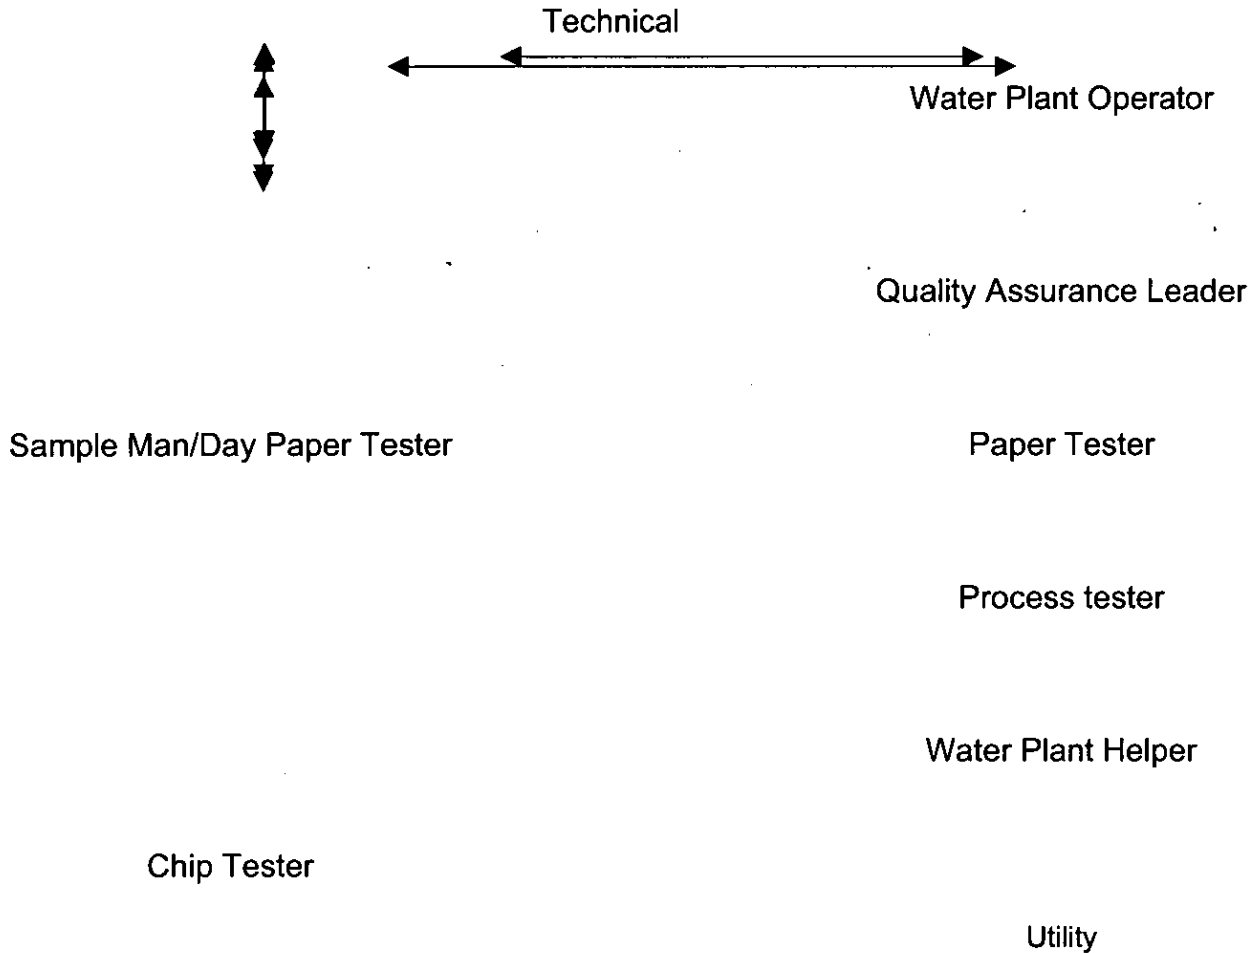 Technical
Water Plant Operator
Quality Assurance Leader
Sample Man/Day Paper Tester
Paper Tester
Process tester
Water Plant Helper
Chip Tester
Utility